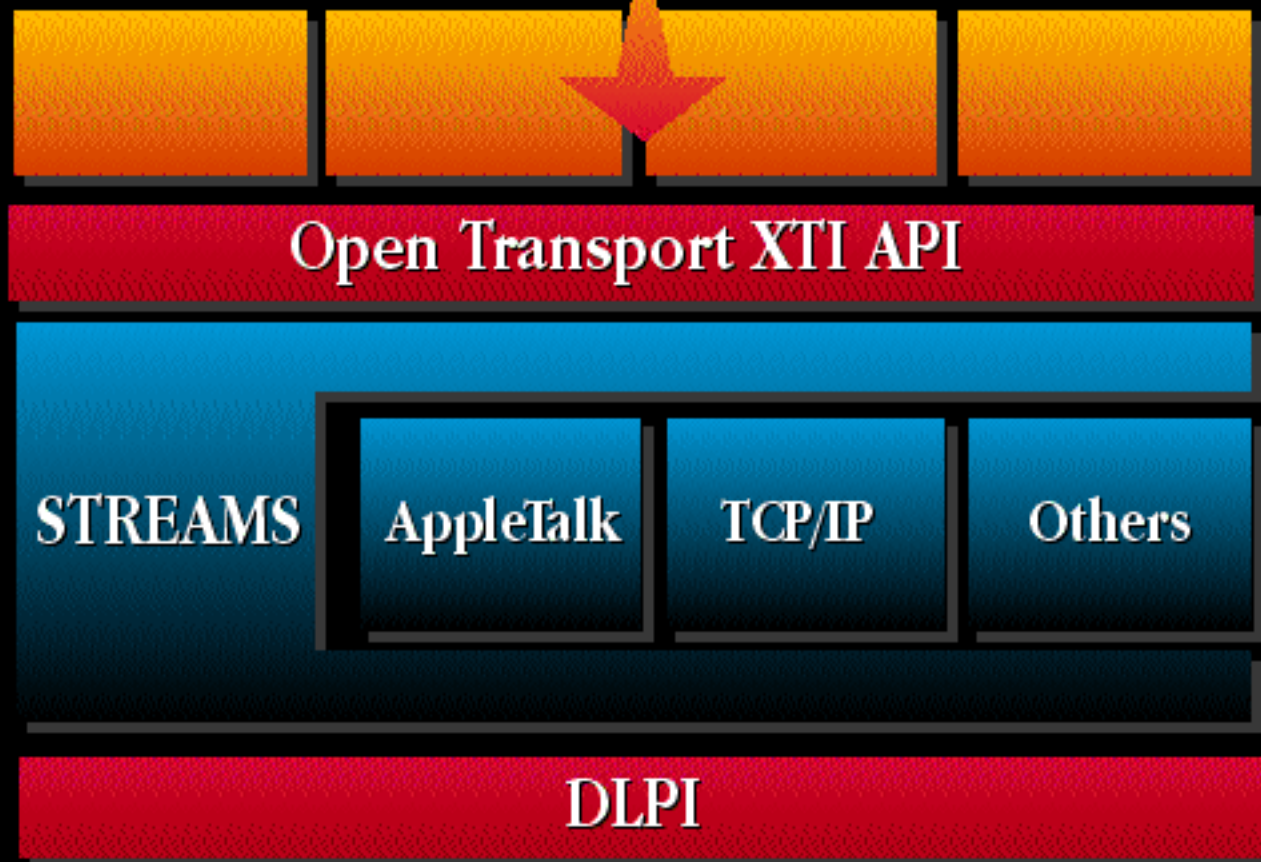 Open Transport XTI API
STREAMS
AppleTalk
TCP/IP
Others
DLPI